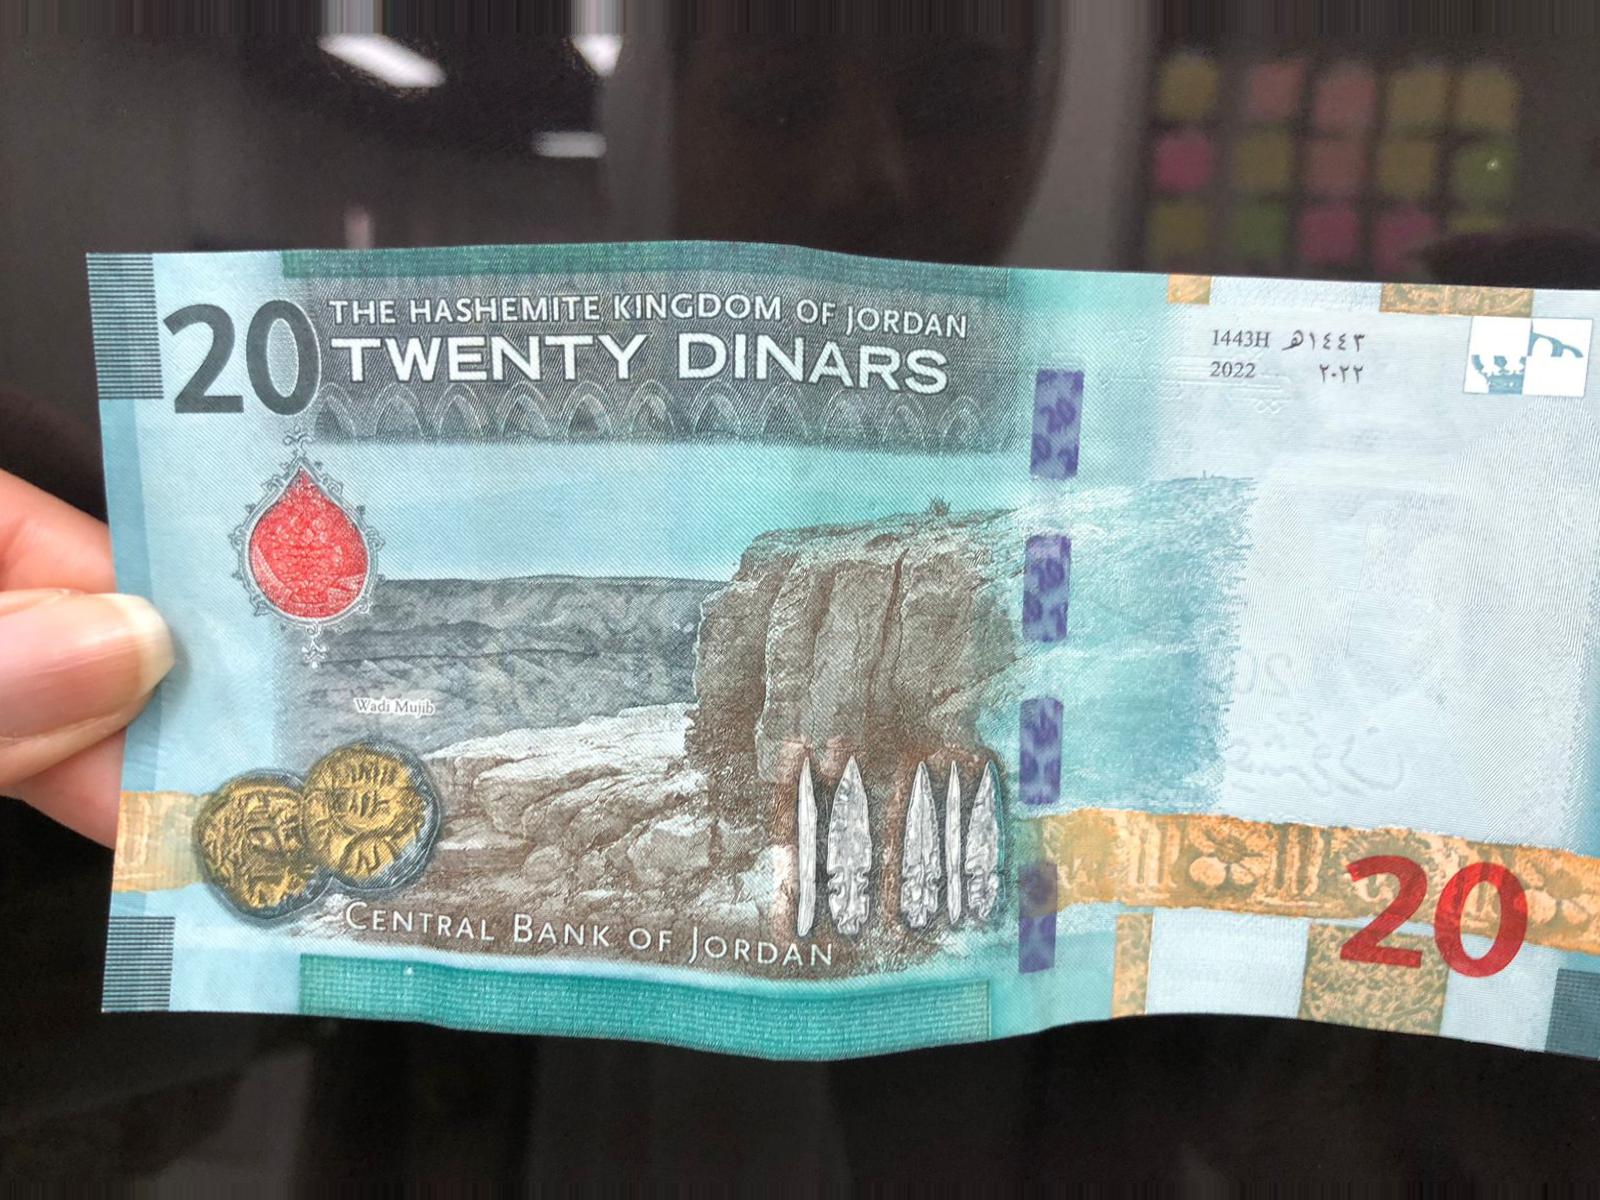 20
THE HASHEMITE KINGDOM OF JORDAN
TWENTY DINARS
1443H ١٤٤٣هـ
2022 ٢٠٢٢
Wadi Mujib
CENTRAL BANK OF JORDAN
20